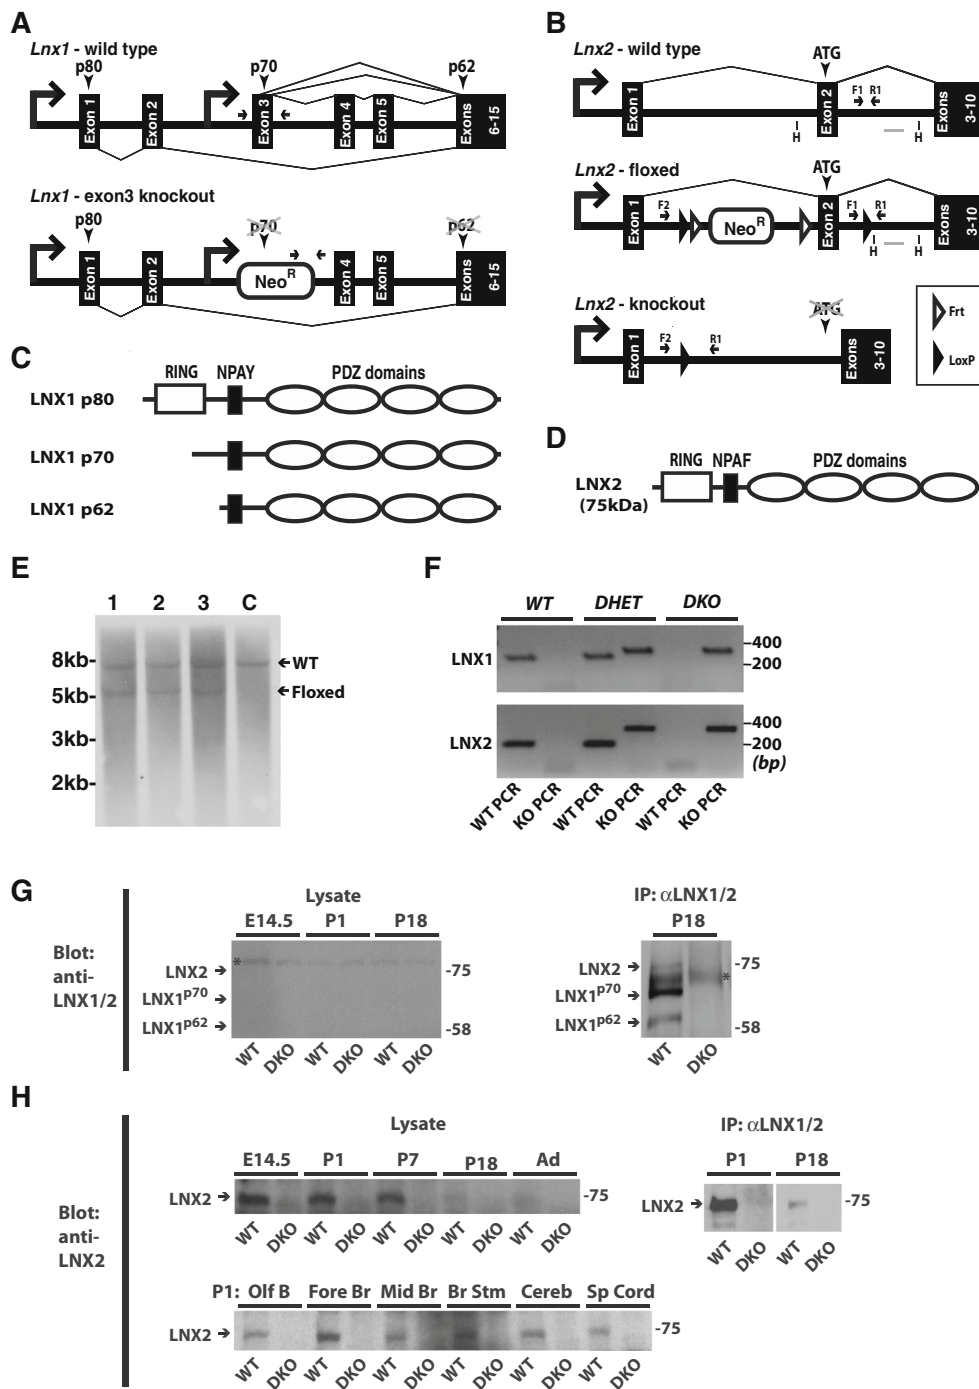 A
Lnx1 - wild type
p80 p70 p62
Exon 1 Exon 2 Exon 3 Exon 4 Exon 5 Exons 6-15
Lnx1 - exon3 knockout
p80 p70 p62
Exon 1 Exon 2 NeoR Exon 4 Exon 5 Exons 6-15
B
Lnx2 - wild type
ATG
Exon 1 Exon 2 F1 R1 Exons 3-10
H H
Lnx2 - floxed
ATG
Exon 1 F2 NeoR Exon 2 F1 R1 Exons 3-10
H H
Lnx2 - knockout
ATG
Exon 1 F2 R1 Exons 3-10
Frt
LoxP
C
RING NPAY PDZ domains
LNX1 p80
LNX1 p70
LNX1 p62
D
RING NPAF PDZ domains
LNX2
(75kDa)
E
1 2 3 C
8kb-
5kb-
3kb-
2kb-
WT
Floxed
F
WT DHET DKO
LNX1
-400
-200
LNX2
-400
-200
(bp)
WT PCR KO PCR WT PCR KO PCR WT PCR KO PCR
G
Blot:
anti-
LNX1/2
Lysate
E14.5 P1 P18
*
LNX2
LNX1p70
LNX1p62
-75
-58
WT DKO WT DKO WT DKO
IP: αLNX1/2
P18
LNX2
LNX1p70
LNX1p62
-75
*
-58
WT DKO
H
Blot:
anti-
LNX2
Lysate
E14.5 P1 P7 P18 Ad
LNX2 -75
WT DKO WT DKO WT DKO WT DKO WT DKO
IP: αLNX1/2
P1 P18
LNX2 -75
WT DKO WT DKO
P1: Olf B Fore Br Mid Br Br Stm Cereb Sp Cord
LNX2 -75
WT DKO WT DKO WT DKO WT DKO WT DKO WT DKO